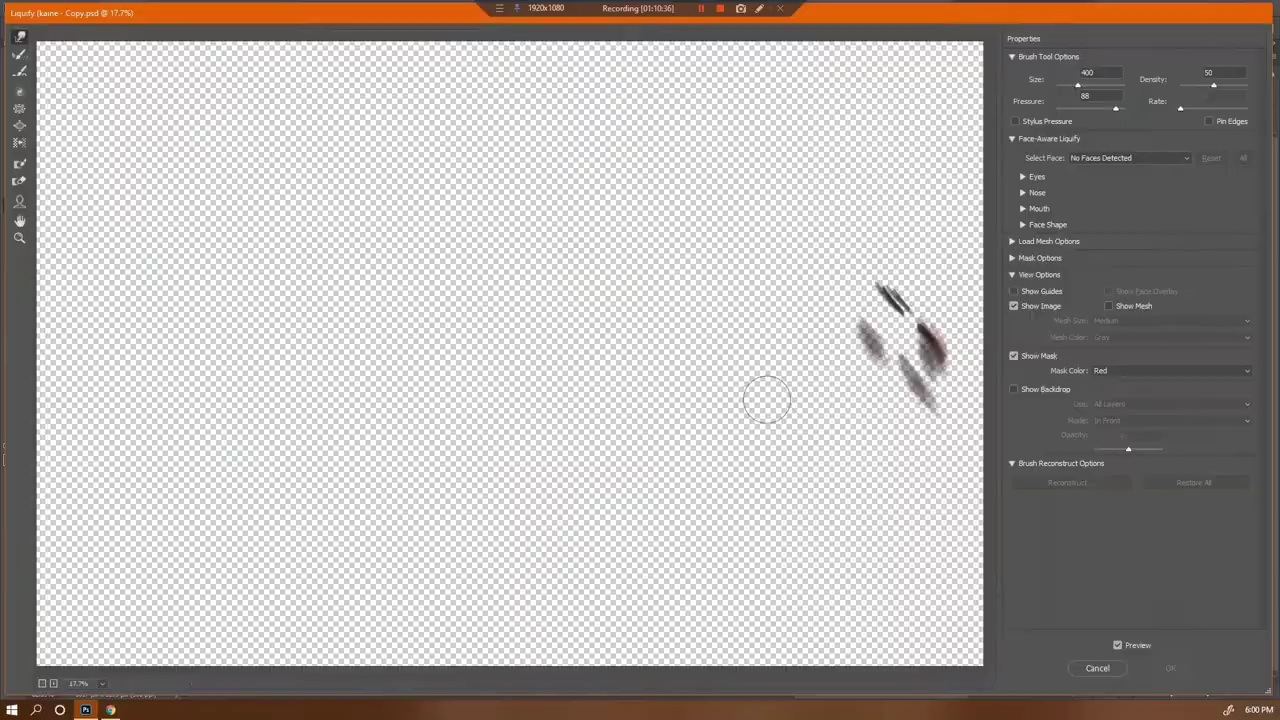 1920x1080 Recording [01:10:36]
Liquify (kaine - Copy.psd @ 17.7%)
Properties
Brush Tool Options
Size: 400 Density: 50
Pressure: 88 Rate:
Stylus Pressure Pin Edges
Face-Aware Liquify
Select Face: No Faces Detected Reset All
Eyes
Nose
Mouth
Face Shape
Load Mesh Options
Mask Options
View Options
Show Guides Show Face Overlay
Show Image Show Mesh
Mesh Size: Medium
Mesh Color: Gray
Show Mask
Mask Color: Red
Show Backdrop
Use: All Layers
Mode: In Front
Opacity:
Brush Reconstruct Options
Reconstruct... Restore All
Preview
Cancel OK
17.7%
6:00 PM